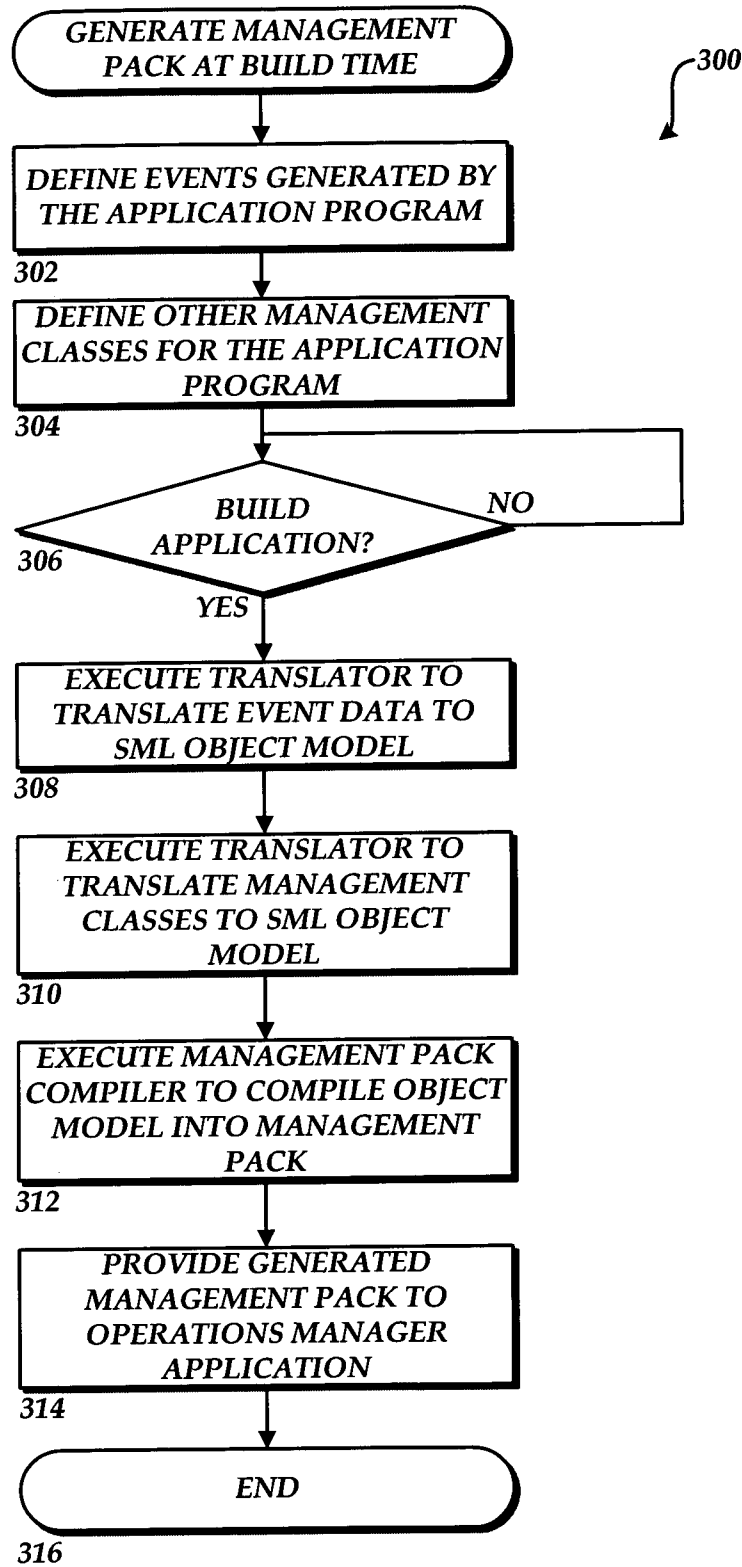 GENERATE MANAGEMENT
PACK AT BUILD TIME
300
DEFINE EVENTS GENERATED BY
THE APPLICATION PROGRAM
302
DEFINE OTHER MANAGEMENT
CLASSES FOR THE APPLICATION
PROGRAM
304
BUILD
APPLICATION?
NO
306
YES
EXECUTE TRANSLATOR TO
TRANSLATE EVENT DATA TO
SML OBJECT MODEL
308
EXECUTE TRANSLATOR TO
TRANSLATE MANAGEMENT
CLASSES TO SML OBJECT
MODEL
310
EXECUTE MANAGEMENT PACK
COMPILER TO COMPILE OBJECT
MODEL INTO MANAGEMENT
PACK
312
PROVIDE GENERATED
MANAGEMENT PACK TO
OPERATIONS MANAGER
APPLICATION
314
END
316